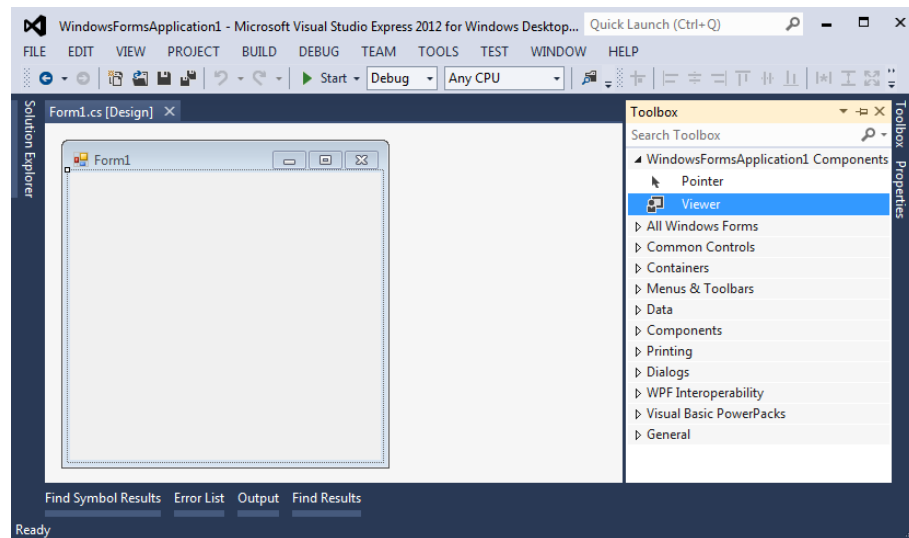 WindowsFormsApplication1 - Microsoft Visual Studio Express 2012 for Windows Desktop... Quick Launch (Ctrl+Q)
FILE EDIT VIEW PROJECT BUILD DEBUG TEAM TOOLS TEST WINDOW HELP
Start Debug Any CPU
Solution Explorer
Form1.cs [Design]
Form1
Toolbox
Search Toolbox
WindowsFormsApplication1 Components
Pointer
Viewer
All Windows Forms
Common Controls
Containers
Menus & Toolbars
Data
Components
Printing
Dialogs
WPF Interoperability
Visual Basic PowerPacks
General
Toolbox
Properties
Find Symbol Results Error List Output Find Results
Ready